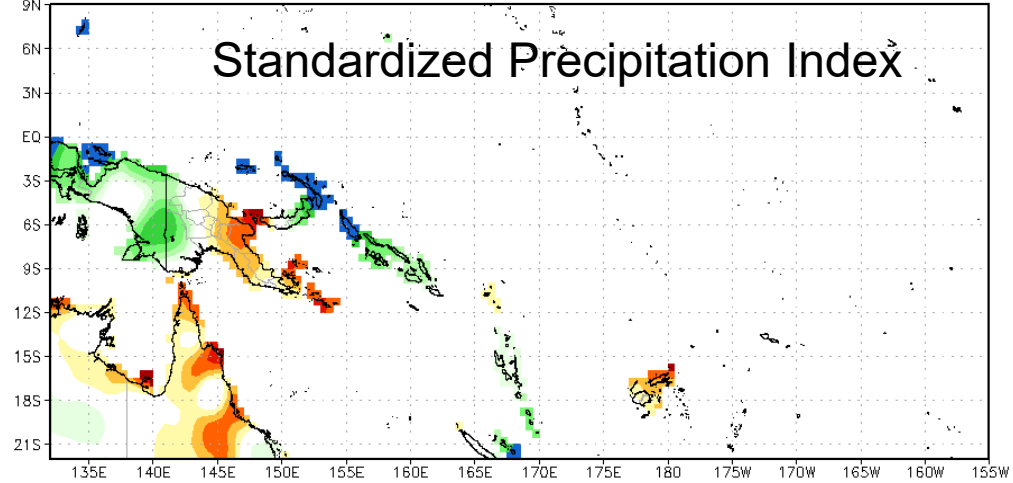 Standardized Precipitation Index
9N
6N
3N
EQ
3S
6S
9S
12S
15S
18S
21S
135E 140E 145E 150E 155E 160E 165E 170E 175E 180 175W 170W 165W 160W 155W